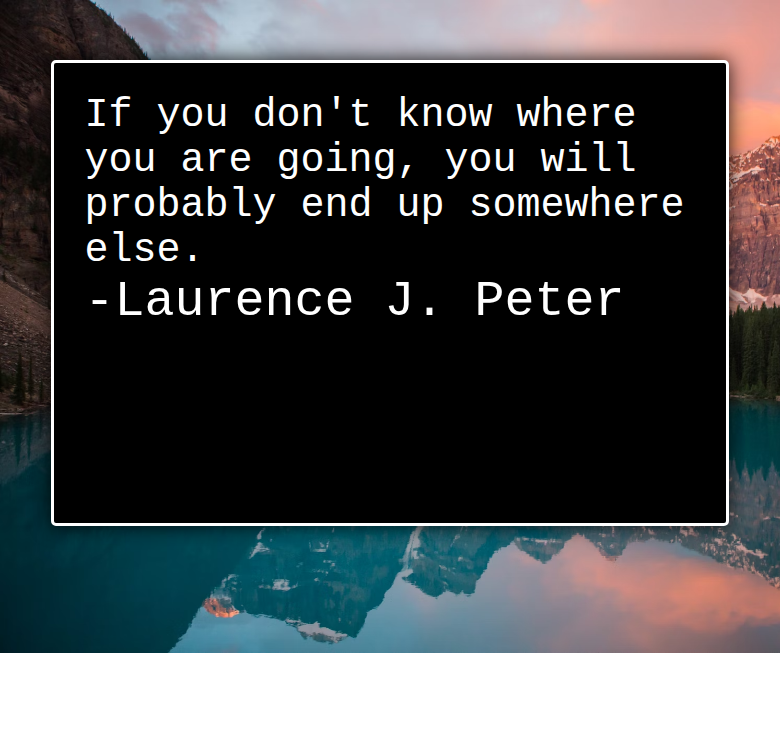 If you don't know where
you are going, you will
probably end up somewhere
else.
-Laurence J. Peter